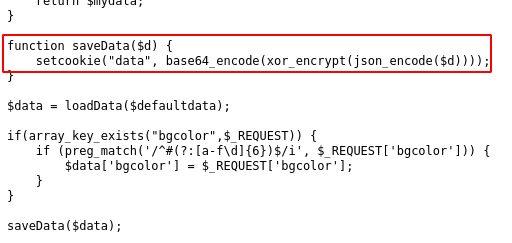 return $mydata;
}
function saveData($d) {
    setcookie("data", base64_encode(xor_encrypt(json_encode($d))));
}
$data = loadData($defaultdata);
if(array_key_exists("bgcolor",$_REQUEST)) {
    if (preg_match('/^#(?:[a-f\d]{6})$/i', $_REQUEST['bgcolor'])) {
        $data['bgcolor'] = $_REQUEST['bgcolor'];
    }
}
saveData($data);